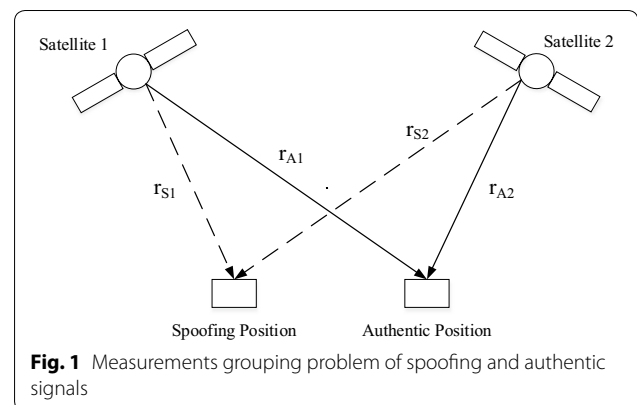 Satellite 1
Satellite 2
rS2
rA1
rS1
rA2
Spoofing Position
Authentic Position
Fig. 1 Measurements grouping problem of spoofing and authentic
signals